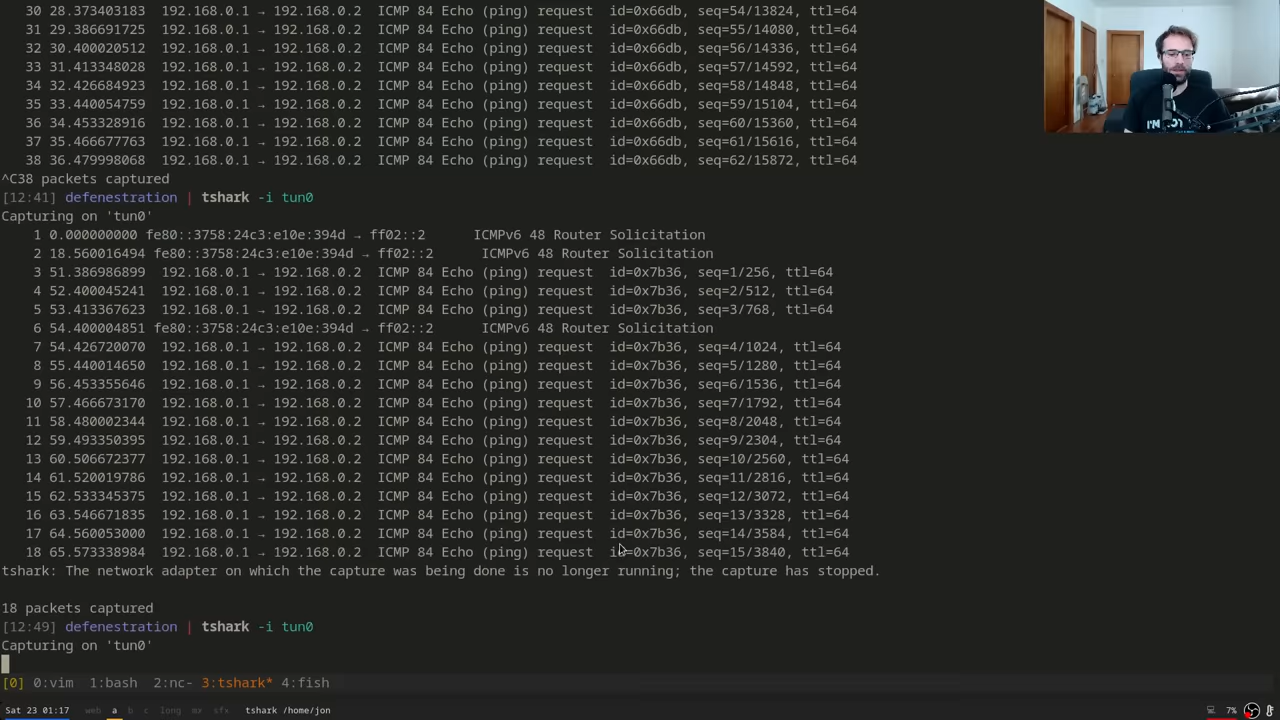 30 28.373403183 192.168.0.1 → 192.168.0.2 ICMP 84 Echo (ping) request id=0x66db, seq=54/13824, ttl=64
31 29.386691725 192.168.0.1 → 192.168.0.2 ICMP 84 Echo (ping) request id=0x66db, seq=55/14080, ttl=64
32 30.400020512 192.168.0.1 → 192.168.0.2 ICMP 84 Echo (ping) request id=0x66db, seq=56/14336, ttl=64
33 31.413348028 192.168.0.1 → 192.168.0.2 ICMP 84 Echo (ping) request id=0x66db, seq=57/14592, ttl=64
34 32.426684923 192.168.0.1 → 192.168.0.2 ICMP 84 Echo (ping) request id=0x66db, seq=58/14848, ttl=64
35 33.440054759 192.168.0.1 → 192.168.0.2 ICMP 84 Echo (ping) request id=0x66db, seq=59/15104, ttl=64
36 34.453328916 192.168.0.1 → 192.168.0.2 ICMP 84 Echo (ping) request id=0x66db, seq=60/15360, ttl=64
37 35.466677763 192.168.0.1 → 192.168.0.2 ICMP 84 Echo (ping) request id=0x66db, seq=61/15616, ttl=64
38 36.479998068 192.168.0.1 → 192.168.0.2 ICMP 84 Echo (ping) request id=0x66db, seq=62/15872, ttl=64
^C38 packets captured
[12:41] defenestration | tshark -i tun0
Capturing on 'tun0'
1 0.000000000 fe80::3758:24c3:e10e:394d → ff02::2 ICMPv6 48 Router Solicitation
2 18.560016494 fe80::3758:24c3:e10e:394d → ff02::2 ICMPv6 48 Router Solicitation
3 51.386986899 192.168.0.1 → 192.168.0.2 ICMP 84 Echo (ping) request id=0x7b36, seq=1/256, ttl=64
4 52.400045241 192.168.0.1 → 192.168.0.2 ICMP 84 Echo (ping) request id=0x7b36, seq=2/512, ttl=64
5 53.413367623 192.168.0.1 → 192.168.0.2 ICMP 84 Echo (ping) request id=0x7b36, seq=3/768, ttl=64
6 54.400004851 fe80::3758:24c3:e10e:394d → ff02::2 ICMPv6 48 Router Solicitation
7 54.426720070 192.168.0.1 → 192.168.0.2 ICMP 84 Echo (ping) request id=0x7b36, seq=4/1024, ttl=64
8 55.440014650 192.168.0.1 → 192.168.0.2 ICMP 84 Echo (ping) request id=0x7b36, seq=5/1280, ttl=64
9 56.453355646 192.168.0.1 → 192.168.0.2 ICMP 84 Echo (ping) request id=0x7b36, seq=6/1536, ttl=64
10 57.466673170 192.168.0.1 → 192.168.0.2 ICMP 84 Echo (ping) request id=0x7b36, seq=7/1792, ttl=64
11 58.480002344 192.168.0.1 → 192.168.0.2 ICMP 84 Echo (ping) request id=0x7b36, seq=8/2048, ttl=64
12 59.493350395 192.168.0.1 → 192.168.0.2 ICMP 84 Echo (ping) request id=0x7b36, seq=9/2304, ttl=64
13 60.506672377 192.168.0.1 → 192.168.0.2 ICMP 84 Echo (ping) request id=0x7b36, seq=10/2560, ttl=64
14 61.520019786 192.168.0.1 → 192.168.0.2 ICMP 84 Echo (ping) request id=0x7b36, seq=11/2816, ttl=64
15 62.533345375 192.168.0.1 → 192.168.0.2 ICMP 84 Echo (ping) request id=0x7b36, seq=12/3072, ttl=64
16 63.546671835 192.168.0.1 → 192.168.0.2 ICMP 84 Echo (ping) request id=0x7b36, seq=13/3328, ttl=64
17 64.560053000 192.168.0.1 → 192.168.0.2 ICMP 84 Echo (ping) request id=0x7b36, seq=14/3584, ttl=64
18 65.573338984 192.168.0.1 → 192.168.0.2 ICMP 84 Echo (ping) request id=0x7b36, seq=15/3840, ttl=64
tshark: The network adapter on which the capture was being done is no longer running; the capture has stopped.
18 packets captured
[12:49] defenestration | tshark -i tun0
Capturing on 'tun0'
[0] 0:vim 1:bash 2:nc- 3:tshark* 4:fish
Sat 23 01:17 web a b c long sfx tshark /home/jon 7%